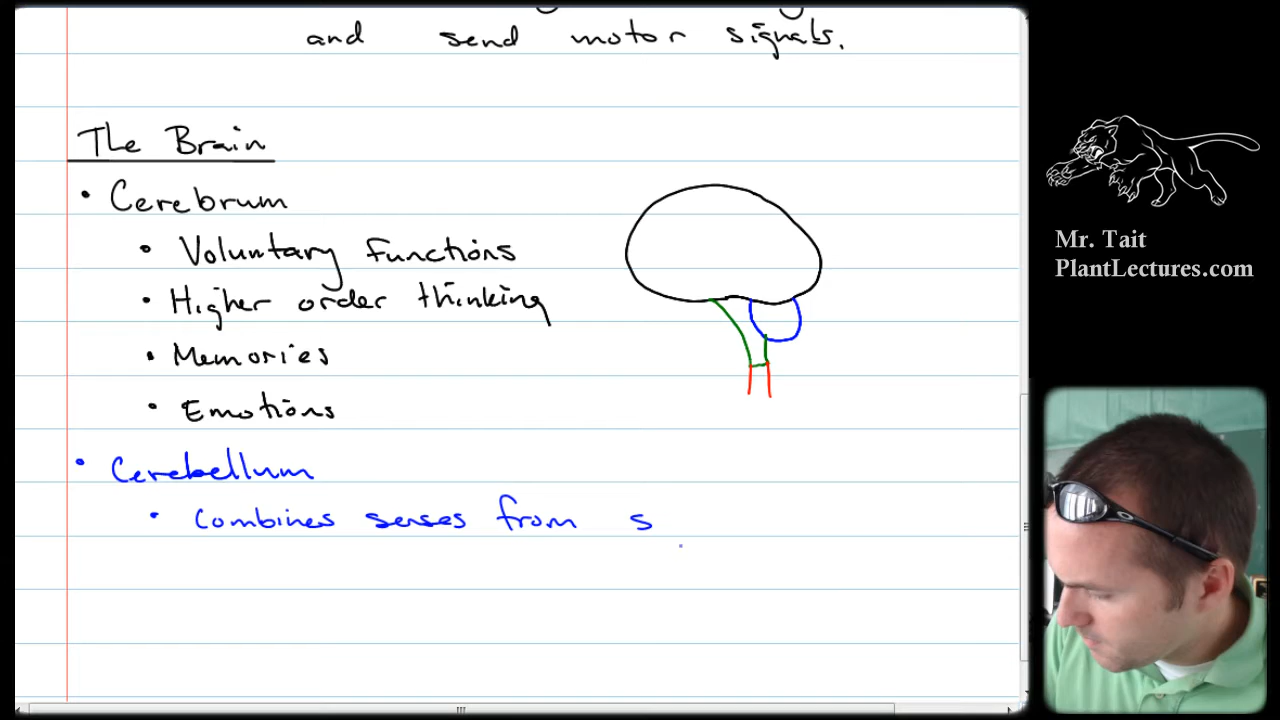 and send motor signals.
The Brain
• Cerebrum
• Voluntary functions
• Higher order thinking
• Memories
• Emotions
• Cerebellum
• Combines senses from s
Mr. Tait
PlantLectures.com